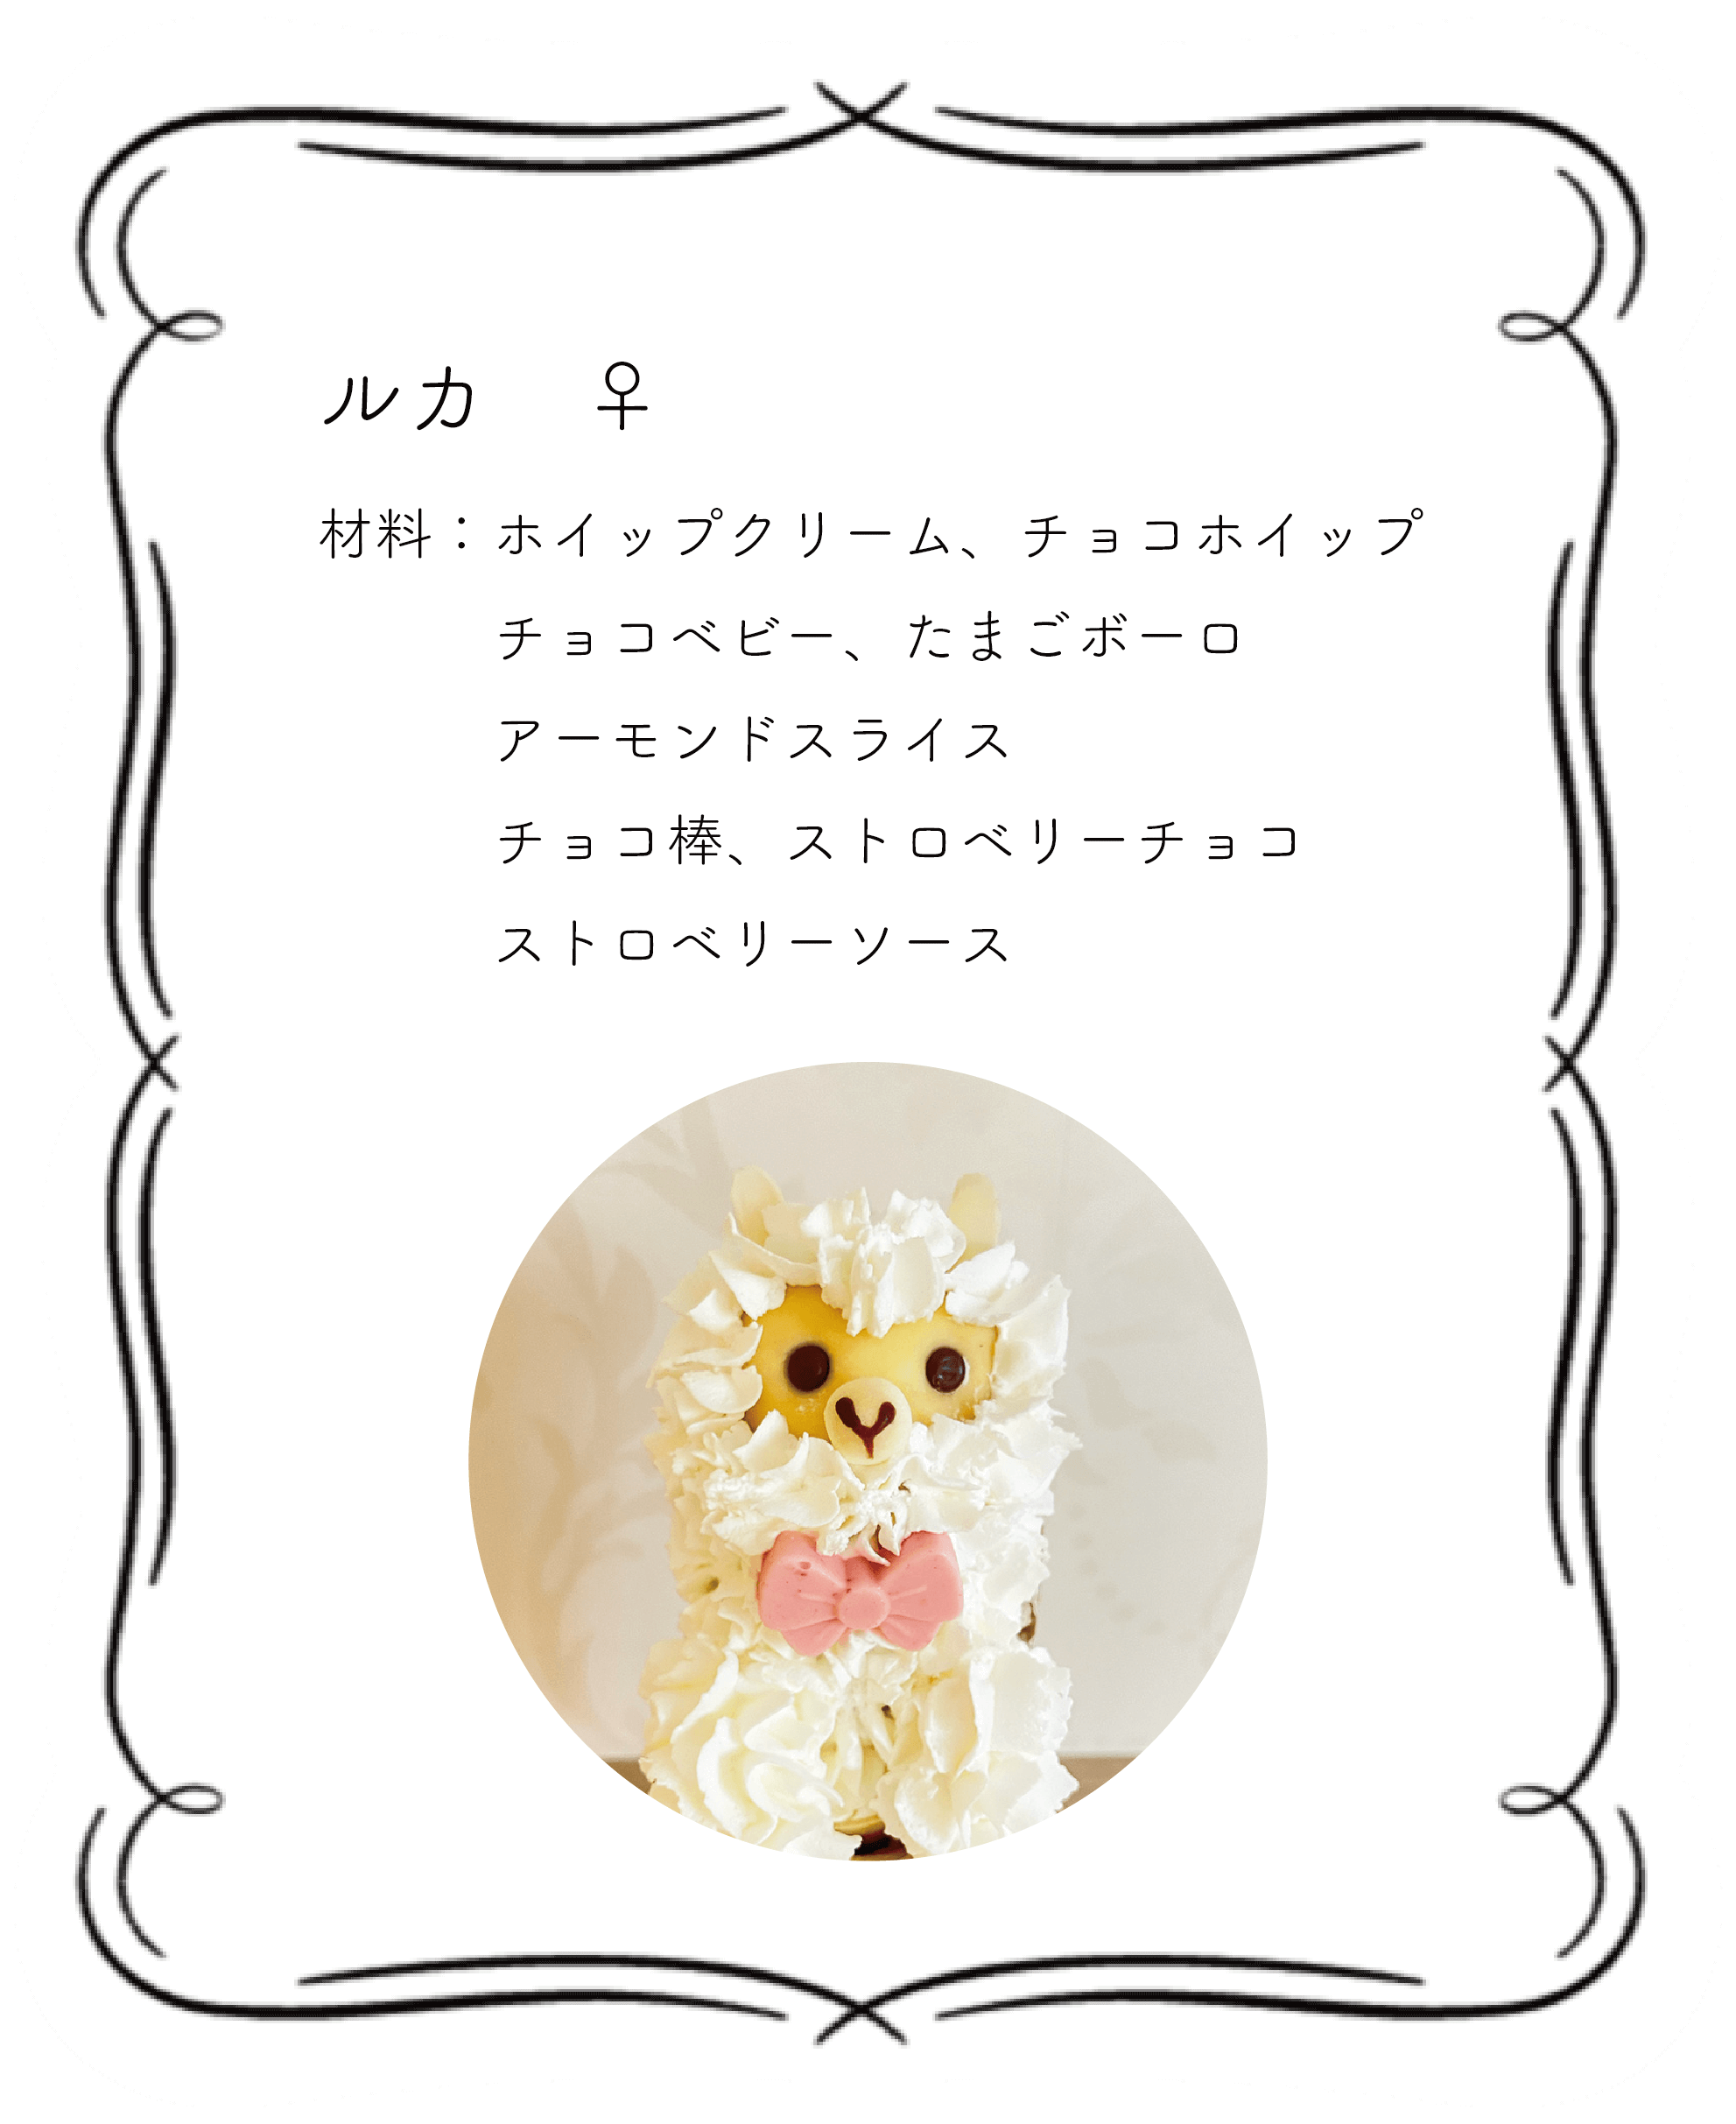 ルカ　♀
材料：ホイップクリーム、チョコホイップ
チョコベビー、たまごボーロ
アーモンドスライス
チョコ棒、ストロベリーチョコ
ストロベリーソース